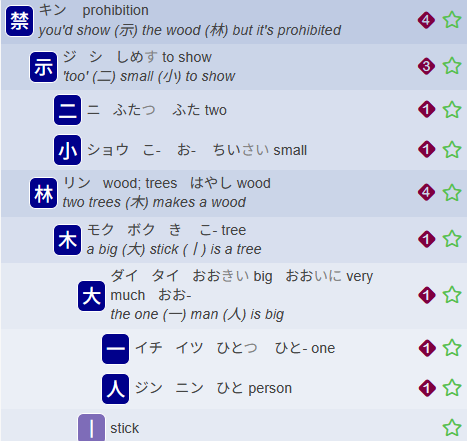 禁 キン prohibition 4
you'd show (示) the wood (林) but it's prohibited
示 ジ シ しめす to show 3
'too' (二) small (小) to show
二 ニ ふたつ ふた two 1
小 ショウ こ- お- ちいさい small 1
林 リン wood; trees はやし wood 4
two trees (木) makes a wood
木 モク ボク き こ- tree 1
a big (大) stick (丨) is a tree
大 ダイ タイ おおきい big おおいに very 1
much おお-
the one (一) man (人) is big
一 イチ イツ ひとつ ひと- one 1
人 ジン ニン ひと person 1
丨 stick